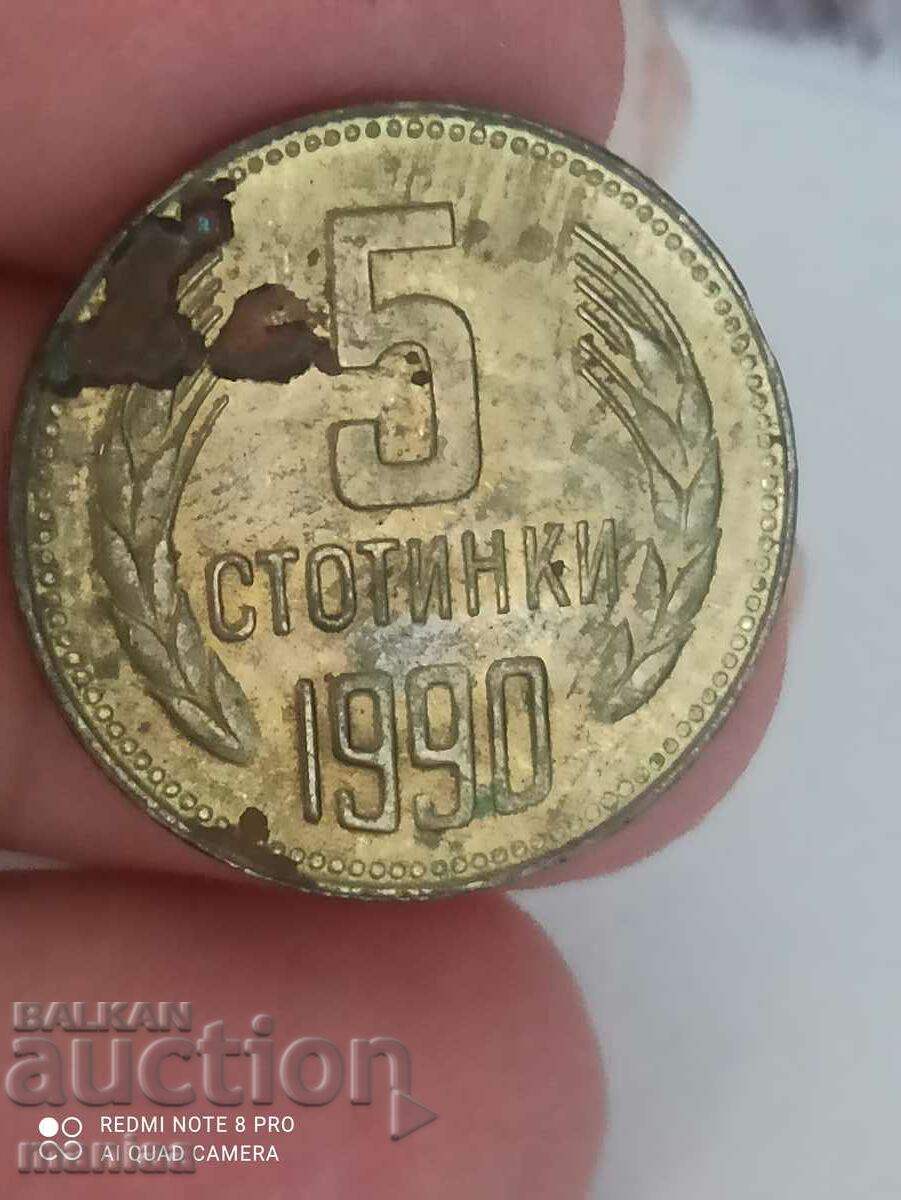 5
СТОТИНКИ
1990
BALKAN
auction
REDMI NOTE 8 PRO
AI QUAD CAMERA